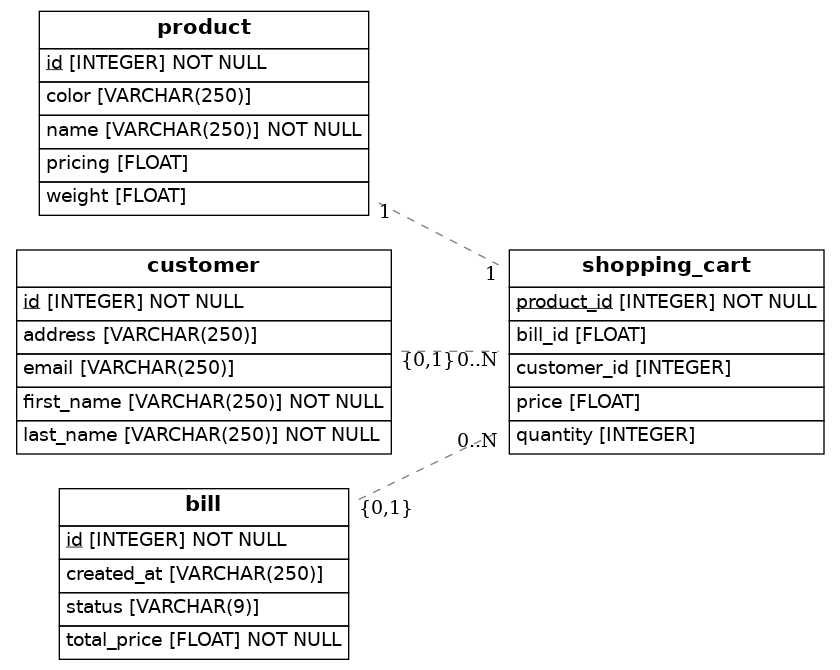 product
id [INTEGER] NOT NULL
color [VARCHAR(250)]
name [VARCHAR(250)] NOT NULL
pricing [FLOAT]
weight [FLOAT]
1
1
customer
id [INTEGER] NOT NULL
address [VARCHAR(250)]
email [VARCHAR(250)]
first_name [VARCHAR(250)] NOT NULL
last_name [VARCHAR(250)] NOT NULL
{0,1}
0..N
shopping_cart
product_id [INTEGER] NOT NULL
bill_id [FLOAT]
customer_id [INTEGER]
price [FLOAT]
quantity [INTEGER]
0..N
{0,1}
bill
id [INTEGER] NOT NULL
created_at [VARCHAR(250)]
status [VARCHAR(9)]
total_price [FLOAT] NOT NULL